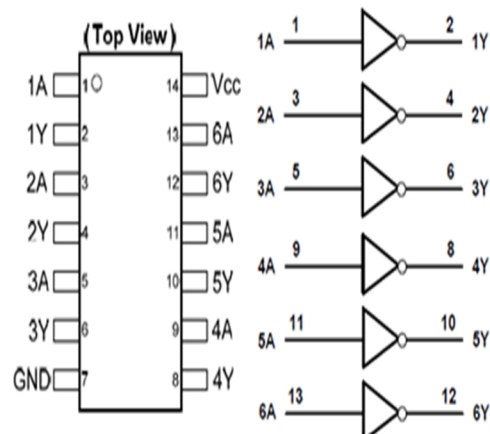 (Top View)
1A 1 14 Vcc
1Y 2 13 6A
2A 3 12 6Y
2Y 4 11 5A
3A 5 10 5Y
3Y 6 9 4A
GND 7 8 4Y
1A 1 2 1Y
2A 3 4 2Y
3A 5 6 3Y
4A 9 8 4Y
5A 11 10 5Y
6A 13 12 6Y